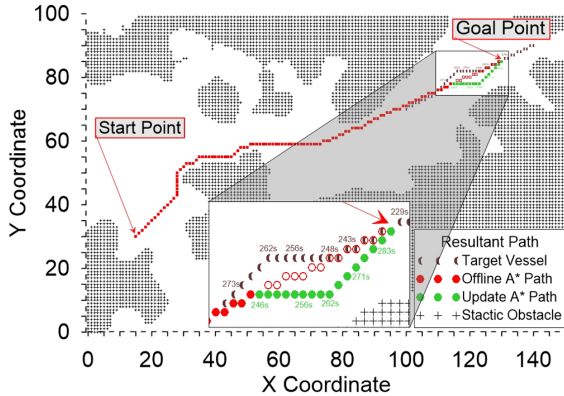 100
80
60
40
20
0
Y Coordinate
0
20
40
60
80
100
120
140
X Coordinate
Start Point
Goal Point
229s
262s
256s
248s
243s
283s
273s
271s
246s
256s
262s
Resultant Path
Target Vessel
Offline A* Path
Update A* Path
Stactic Obstacle